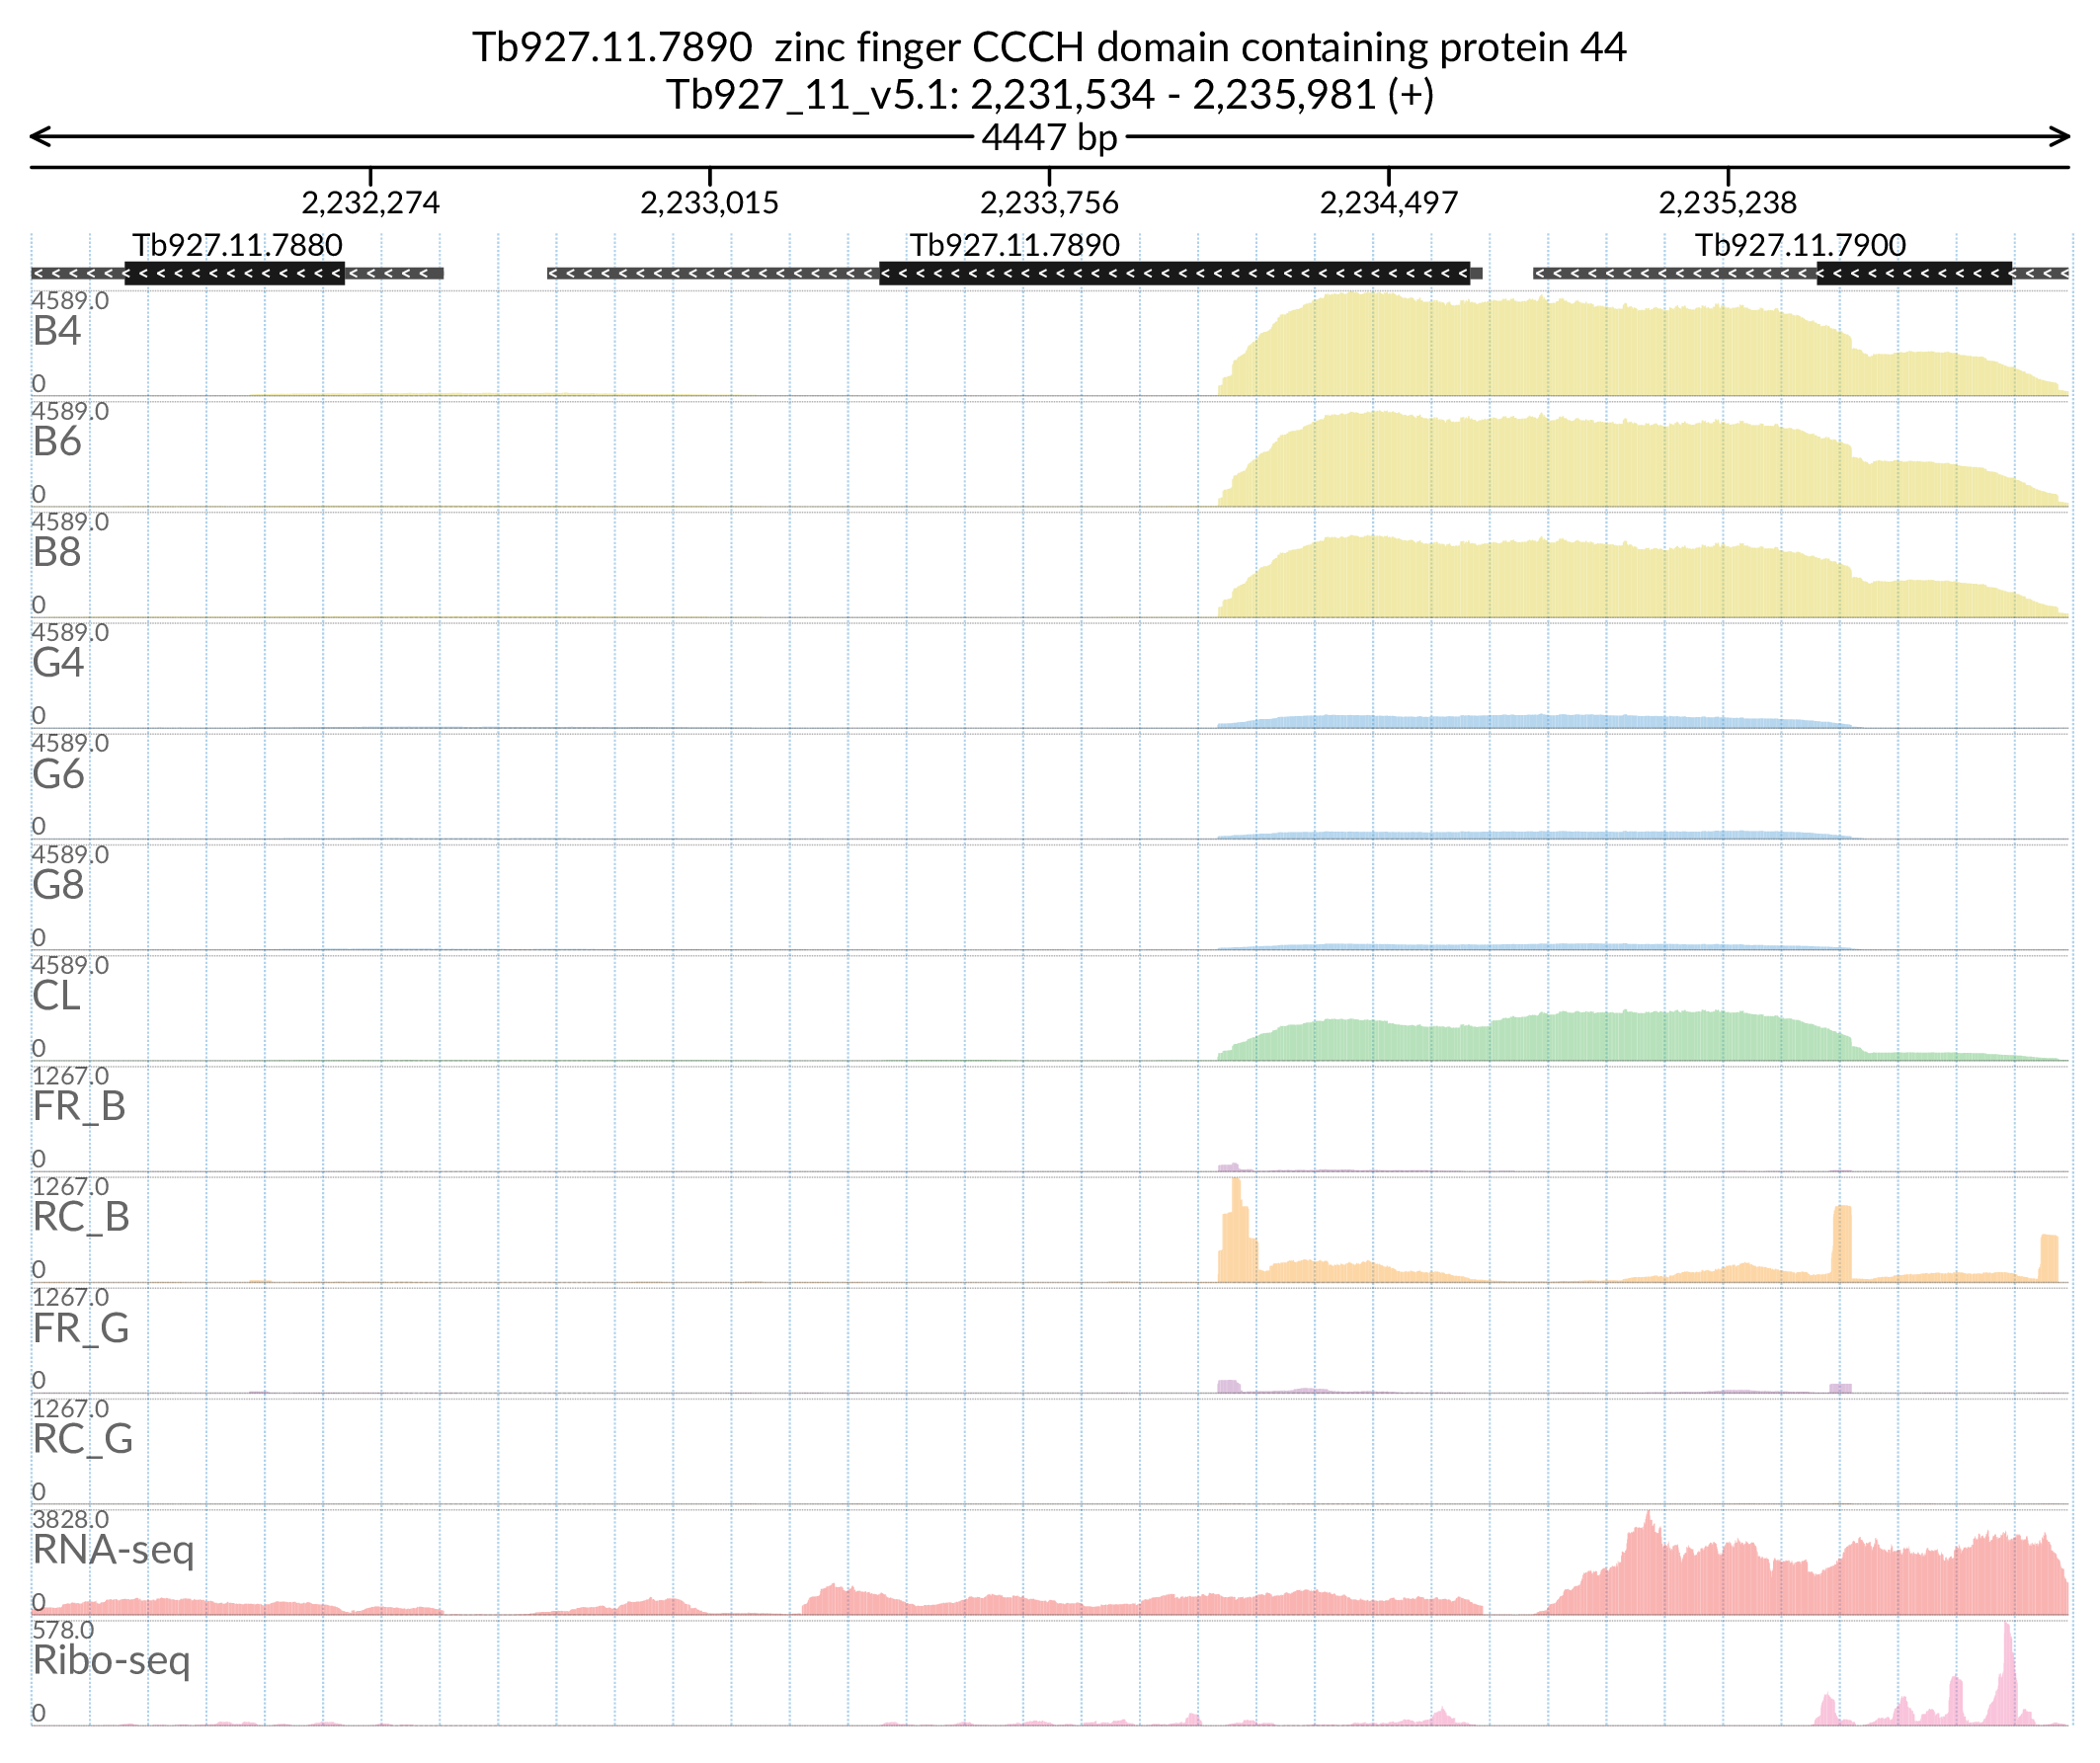 Tb927.11.7890 zinc finger CCCH domain containing protein 44
Tb927_11_v5.1: 2,231,534 - 2,235,981 (+)
4447 bp
2,232,274 2,233,015 2,233,756 2,234,497 2,235,238
Tb927.11.7880 Tb927.11.7890 Tb927.11.7900
4589.0
B4
0
4589.0
B6
0
4589.0
B8
0
4589.0
G4
0
4589.0
G6
0
4589.0
G8
0
4589.0
CL
0
1267.0
FR_B
0
1267.0
RC_B
0
1267.0
FR_G
0
1267.0
RC_G
0
3828.0
RNA-seq
0
578.0
Ribo-seq
0